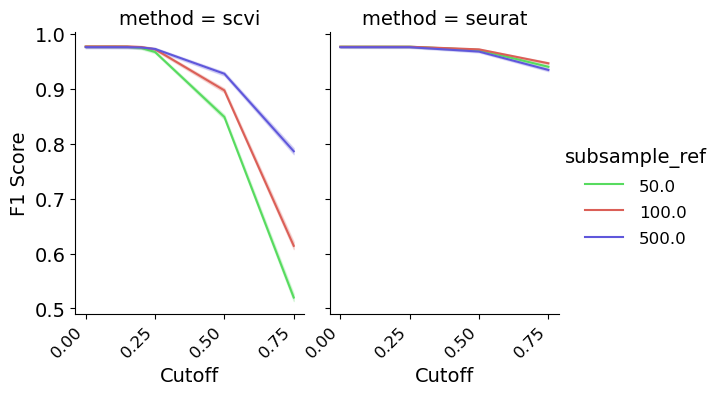 method = scvi
method = seurat
1.0
0.9
0.8
0.7
0.6
0.5
F1 Score
0.00
0.25
0.50
0.75
Cutoff
0.00
0.25
0.50
0.75
Cutoff
subsample_ref
50.0
100.0
500.0